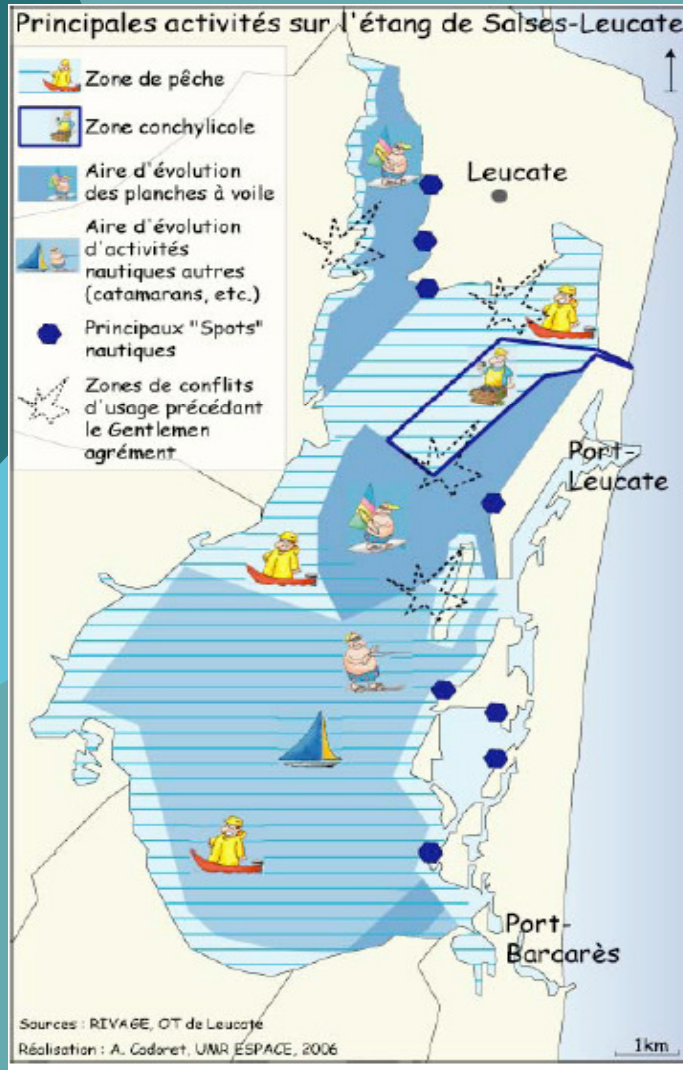 Principales activités sur l'étang de Salses-Leucate
Zone de pêche
Zone conchylicole
Aire d'évolution
des planches à voile
Aire d'évolution
d'activités
nautiques autres
(catamarans, etc.)
Principaux "Spots"
nautiques
Zones de conflits
d'usage précédant
le Gentlemen
agrément
Leucate
Port-
Leucate
Port-
Barcarès
Sources : RIVAGE, OT de Leucate
Réalisation : A. Cadoret, UMR ESPACE, 2006
1km